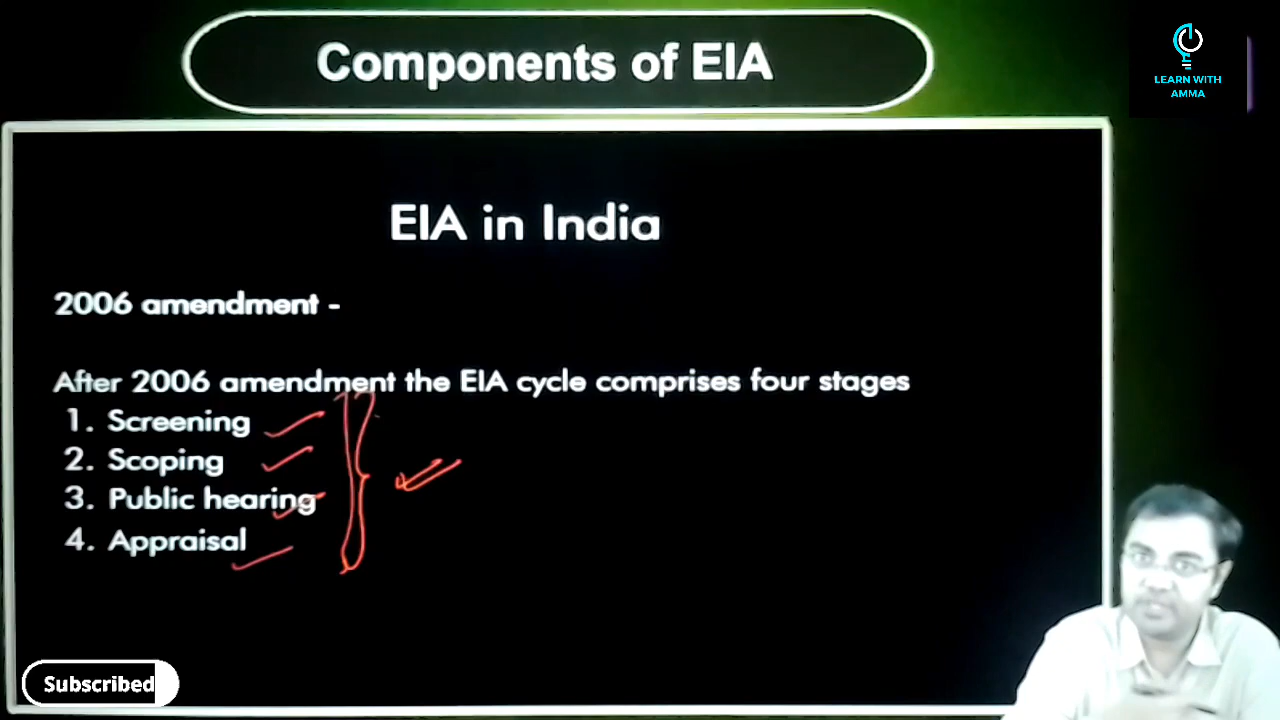 Components of EIA
LEARN WITH
AMMA
EIA in India
2006 amendment -
After 2006 amendment the EIA cycle comprises four stages
1. Screening
2. Scoping
3. Public hearing
4. Appraisal
Subscribed